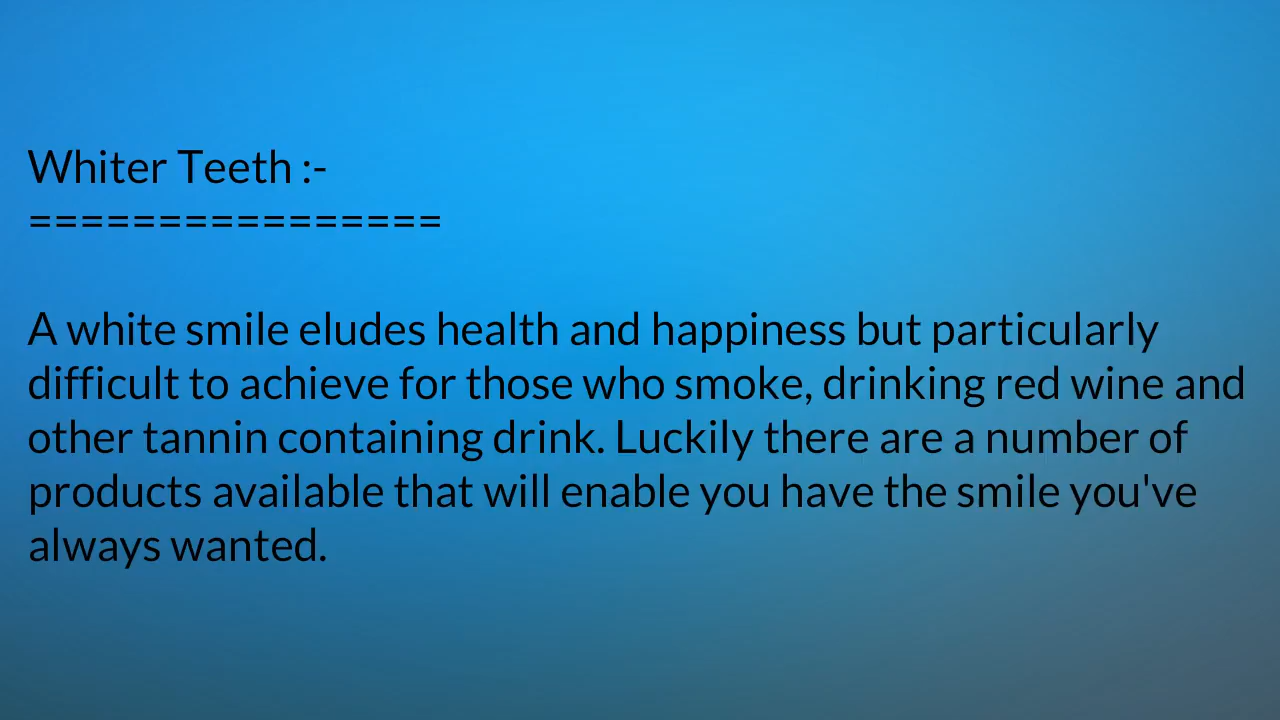 Whiter Teeth :-
================
A white smile eludes health and happiness but particularly
difficult to achieve for those who smoke, drinking red wine and
other tannin containing drink. Luckily there are a number of
products available that will enable you have the smile you've
always wanted.